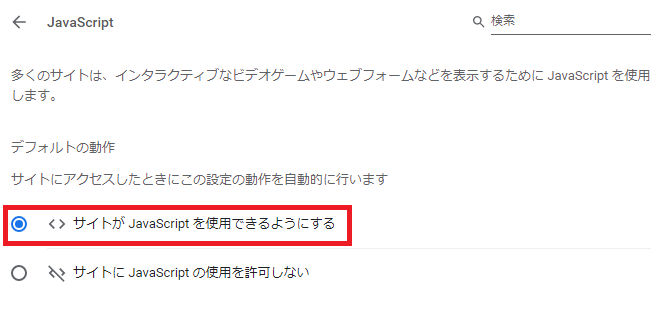 JavaScript
検索
多くのサイトは、インタラクティブなビデオゲームやウェブフォームなどを表示するために JavaScript を使用
します。
デフォルトの動作
サイトにアクセスしたときにこの設定の動作を自動的に行います
サイトが JavaScript を使用できるようにする
サイトに JavaScript の使用を許可しない